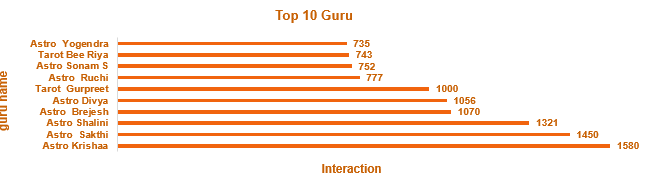 Top 10 Guru
Astro Yogendra 735
Tarot Bee Riya 743
Astro Sonam S 752
Astro Ruchi 777
Tarot Gurpreet 1000
Astro Divya 1056
Astro Brejesh 1070
Astro Shalini 1321
Astro Sakthi 1450
Astro Krishaa 1580
guru name
Interaction